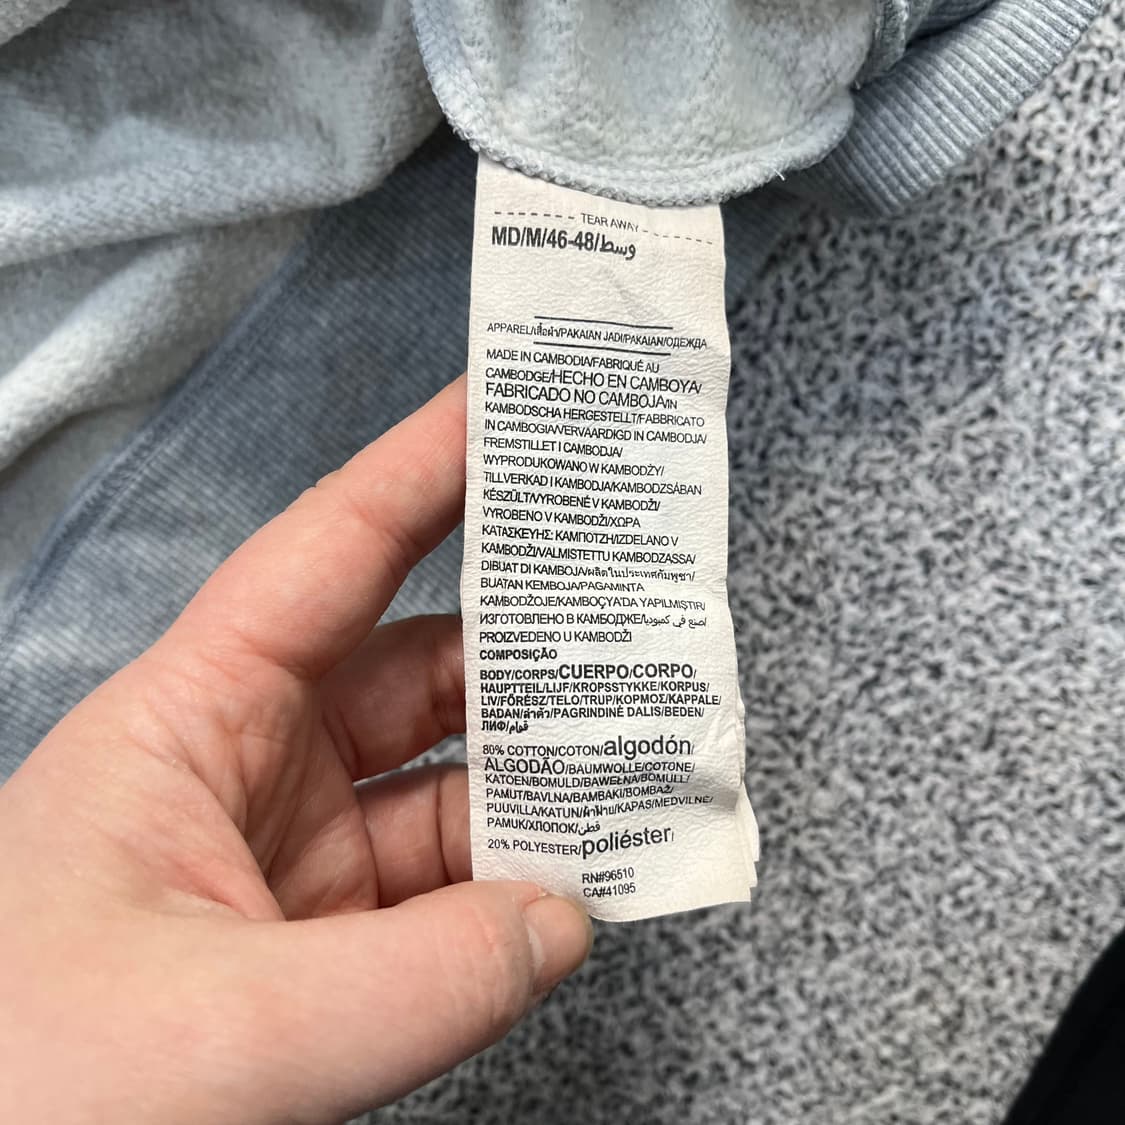 TEAR AWAY
MD/M/46-48/وسط
APPAREL/เสื้อผ้า/PAKAIAN JADI/PAKAIAN/ОДЕЖДА
MADE IN CAMBODIA/FABRIQUÉ AU
CAMBODGE/HECHO EN CAMBOYA/
FABRICADO NO CAMBOJA/IN
KAMBODSCHA HERGESTELLT/FABBRICATO
IN CAMBOGIA/VERVAARDIGD IN CAMBODJA/
FREMSTILLET I CAMBODJA/
WYPRODUKOWANO W KAMBODŻY/
TILLVERKAD I KAMBODJA/KAMBODZSÁBAN
KÉSZÜLT/VYROBENÉ V KAMBODŽI/
VYROBENO V KAMBODŽI/ΧΩΡΑ
ΚΑΤΑΣΚΕΥΗΣ: ΚΑΜΠΟΤΖΗ/IZDELANO V
KAMBODŽI/VALMISTETTU KAMBODZASSA/
DIBUAT DI KAMBOJA/ผลิตในประเทศกัมพูชา/
BUATAN KEMBOJA/PAGAMINTA
KAMBODŽOJE/KAMBOÇYA'DA YAPILMIŞTIR/
ИЗГОТОВЛЕНО В КАМБОДЖЕ/صنع في كمبوديا/
PROIZVEDENO U KAMBODŽI
COMPOSIÇÃO
BODY/CORPS/CUERPO/CORPO/
HAUPTTEIL/LIJF/KROPSSTYKKE/KORPUS/
LIV/FŐRÉSZ/TELO/TRUP/ΚΟΡΜΟΣ/KAPPALE/
BADAN/ลำตัว/PAGRINDINĖ DALIS/BEDEN/
ЛИФ/قوام
80% COTTON/COTON/algodón/
ALGODÃO/BAUMWOLLE/COTONE/
KATOEN/BOMULD/BAWEŁNA/BOMULL/
PAMUT/BAVLNA/ΒΑΜΒΑΚΙ/BOMBAŽ/
PUUVILLA/KATUN/ผ้าฝ้าย/KAPAS/MEDVILNĖ/
PAMUK/ХЛОПОК/قطن
20% POLYESTER/poliéster/
RN#96510
CA#41095